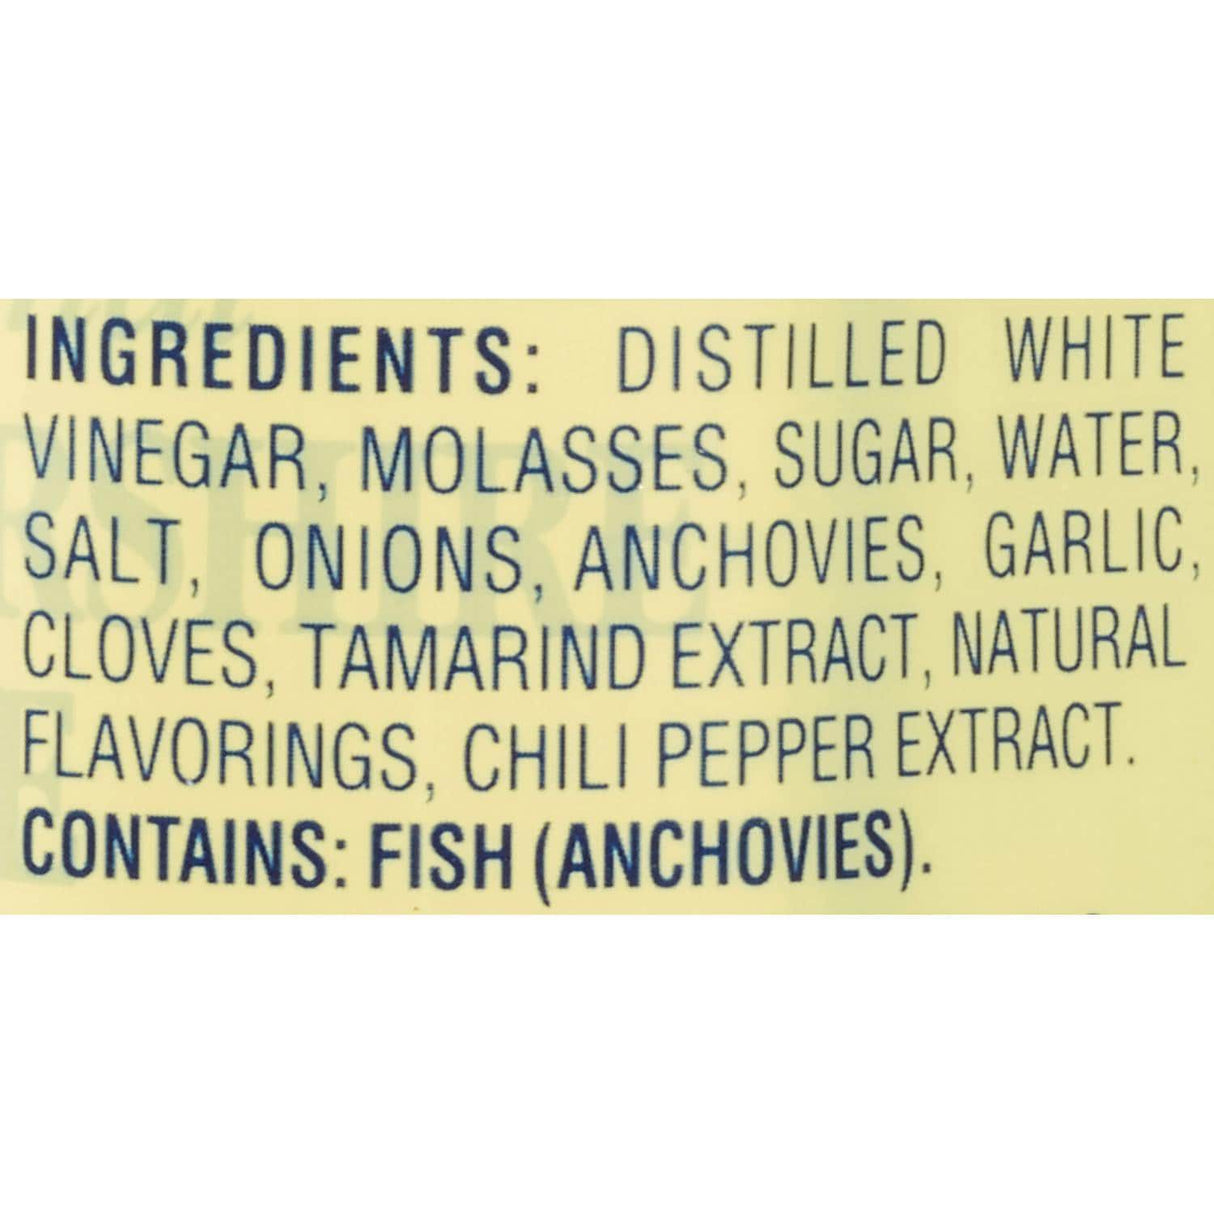 INGREDIENTS: DISTILLED WHITE
VINEGAR, MOLASSES, SUGAR, WATER,
SALT, ONIONS, ANCHOVIES, GARLIC,
CLOVES, TAMARIND EXTRACT, NATURAL
FLAVORINGS, CHILI PEPPER EXTRACT.
CONTAINS: FISH (ANCHOVIES).